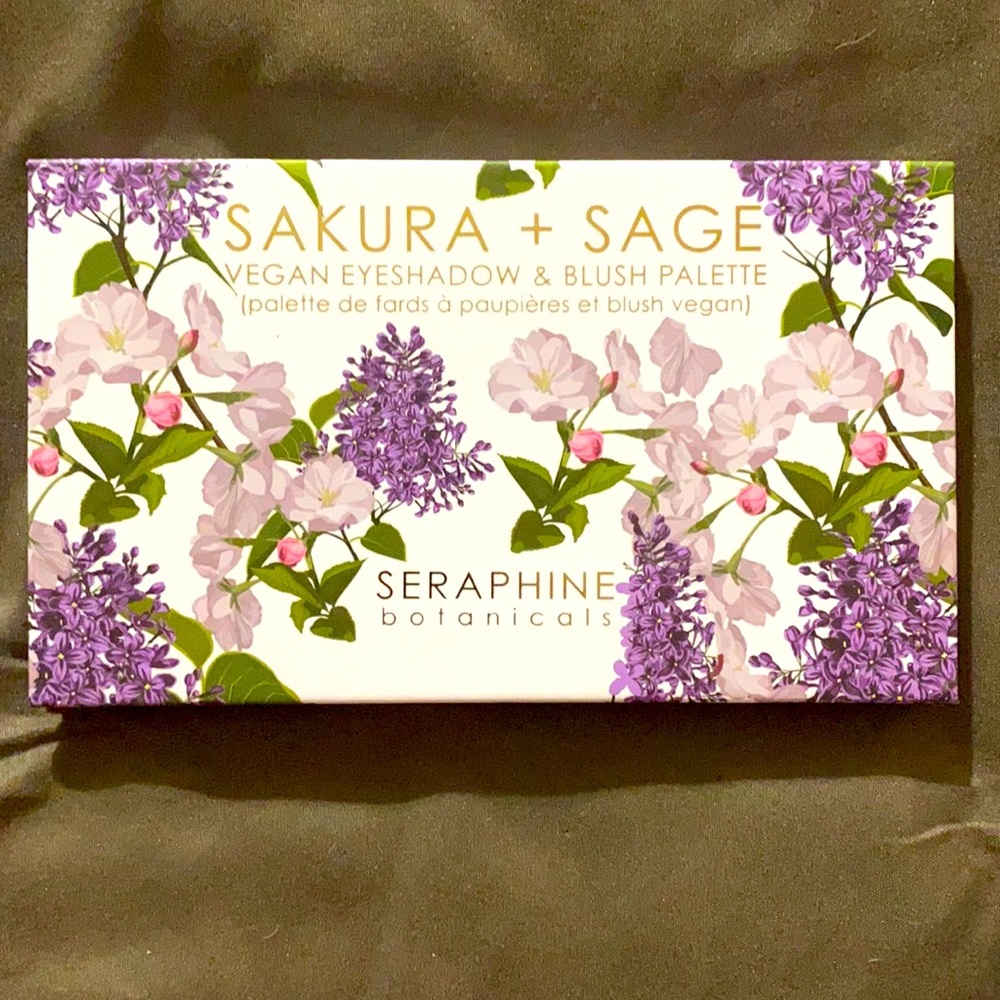 SAKURA + SAGE
VEGAN EYESHADOW & BLUSH PALETTE
(palette de fards à paupières et blush vegan)
SERAPHINE
botanicals